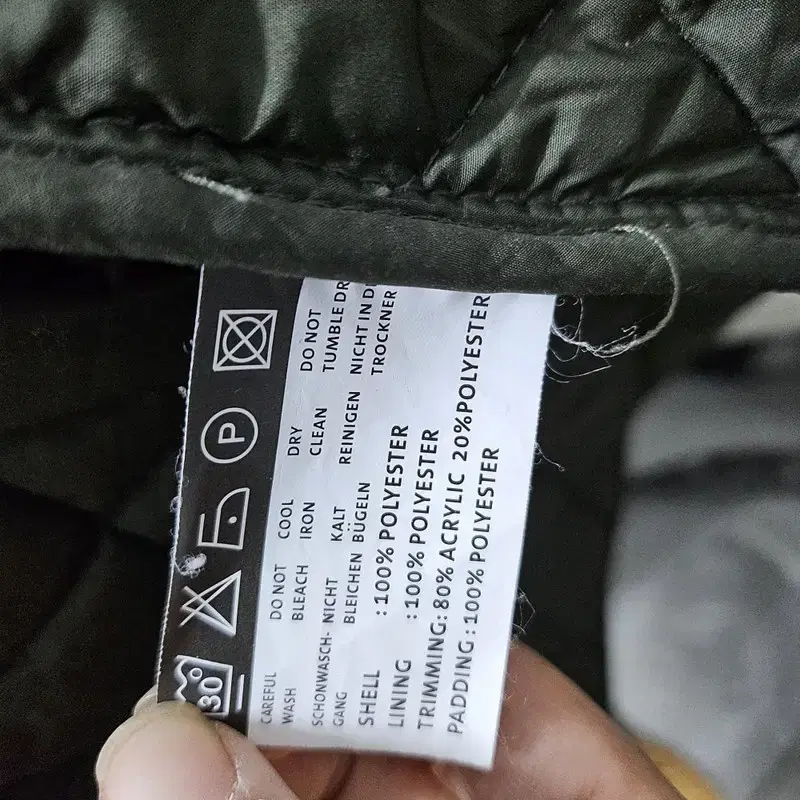 30°
P
CAREFUL
WASH
SCHONWASCH-
GANG
DO NOT
BLEACH
NICHT
BLEICHEN
COOL
IRON
KALT
BÜGELN
DRY
CLEAN
REINIGEN
DO NOT
TUMBLE DR
NICHT IN D
TROCKNER
SHELL : 100% POLYESTER
LINING : 100% POLYESTER
TRIMMING: 80% ACRYLIC 20%POLYESTER
PADDING : 100% POLYESTER